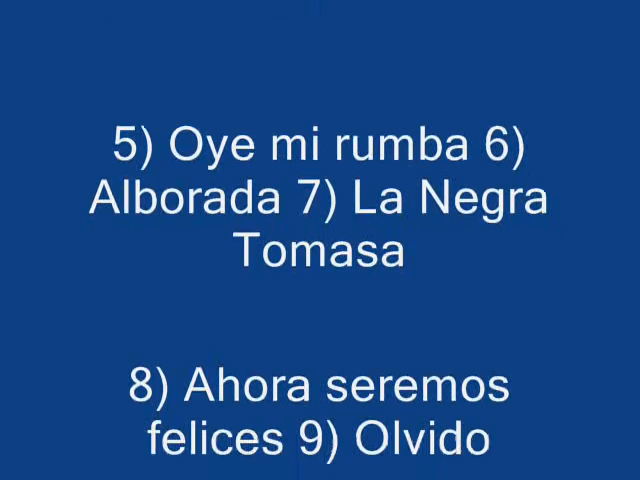 5) Oye mi rumba 6)
Alborada 7) La Negra
Tomasa
8) Ahora seremos
felices 9) Olvido